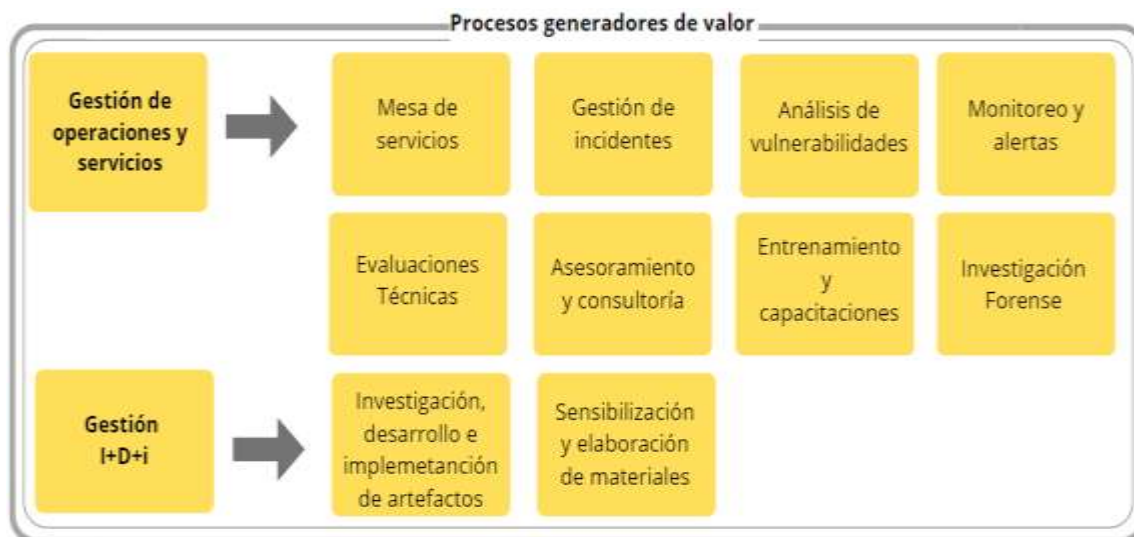 Procesos generadores de valor
Gestión de
operaciones y
servicios
Mesa de
servicios
Gestión de
incidentes
Análisis de
vulnerabilidades
Monitoreo y
alertas
Evaluaciones
Técnicas
Asesoramiento
y consultoría
Entrenamiento
y
capacitaciones
Investigación
Forense
Gestión
I+D+i
Investigación,
desarrollo e
implemetanción
de artefactos
Sensibilización
y elaboración
de materiales